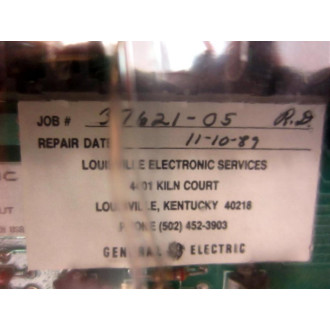 JOB # 37621-05 R.D.
REPAIR DATE 11-10-89
LOUISVILLE ELECTRONIC SERVICES
4401 KILN COURT
LOUISVILLE, KENTUCKY 40218
PHONE (502) 452-3903
GENERAL ELECTRIC